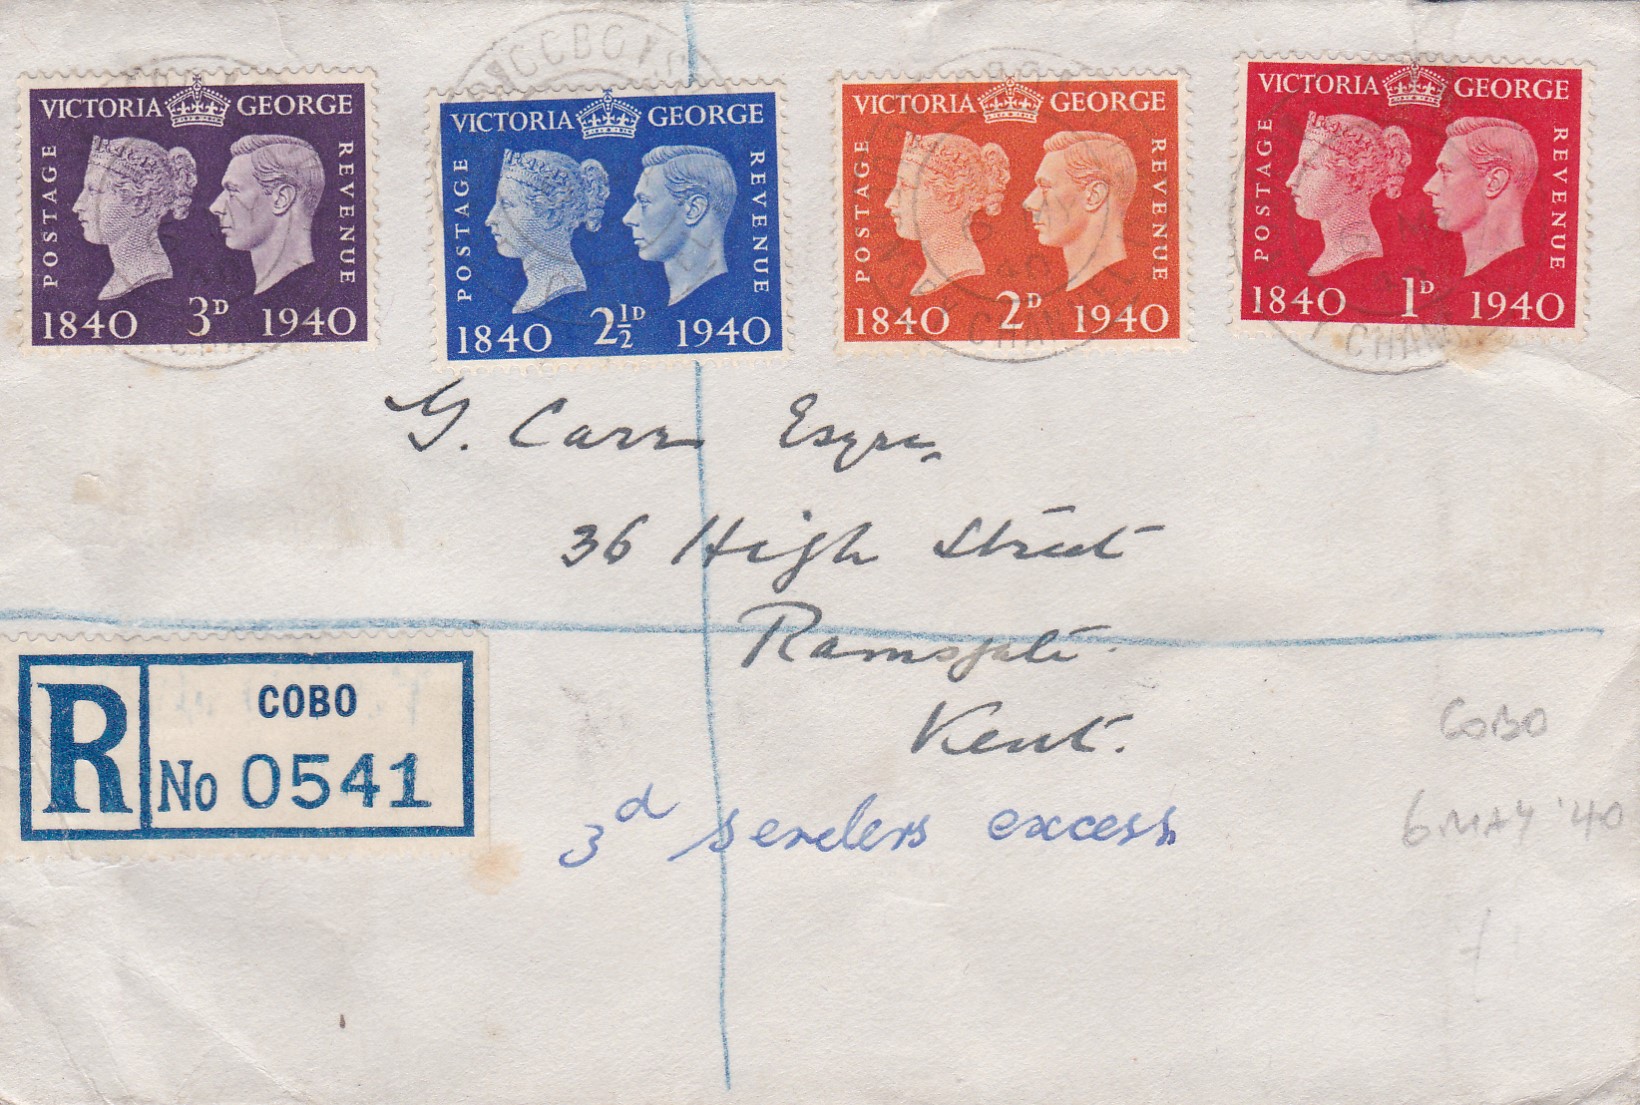 VICTORIA GEORGE
POSTAGE REVENUE
1840 3D 1940
VICTORIA GEORGE
POSTAGE REVENUE
1840 2½D 1940
VICTORIA GEORGE
POSTAGE REVENUE
1840 2D 1940
VICTORIA GEORGE
POSTAGE REVENUE
1840 1D 1940
G. Carr Esqre,
36 High Street
Ramsgate.
Kent.
R
COBO
No 0541
3d senders excess
COBO
6 MAY '40